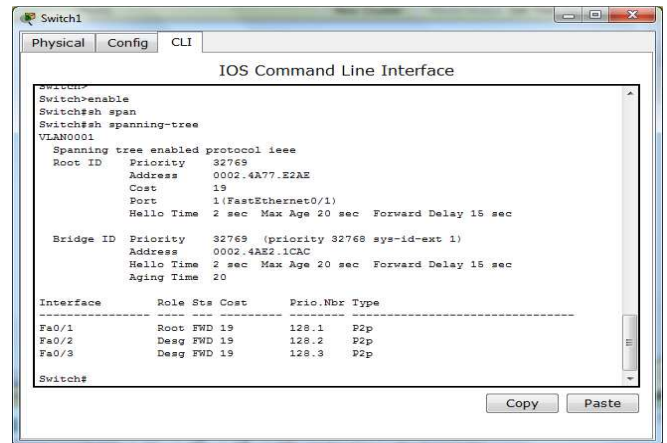 Switch1
Physical Config CLI
IOS Command Line Interface
Switch>
Switch>enable
Switch#sh span
Switch#sh spanning-tree
VLAN0001
Spanning tree enabled protocol ieee
Root ID Priority 32769
Address 0002.4A77.E2AE
Cost 19
Port 1(FastEthernet0/1)
Hello Time 2 sec Max Age 20 sec Forward Delay 15 sec
Bridge ID Priority 32769 (priority 32768 sys-id-ext 1)
Address 0002.4AE2.1CAC
Hello Time 2 sec Max Age 20 sec Forward Delay 15 sec
Aging Time 20
Interface Role Sts Cost Prio.Nbr Type
---------------- ---- --- --------- -------- --------------------------------
Fa0/1 Root FWD 19 128.1 P2p
Fa0/2 Desg FWD 19 128.2 P2p
Fa0/3 Desg FWD 19 128.3 P2p
Switch#
Copy Paste